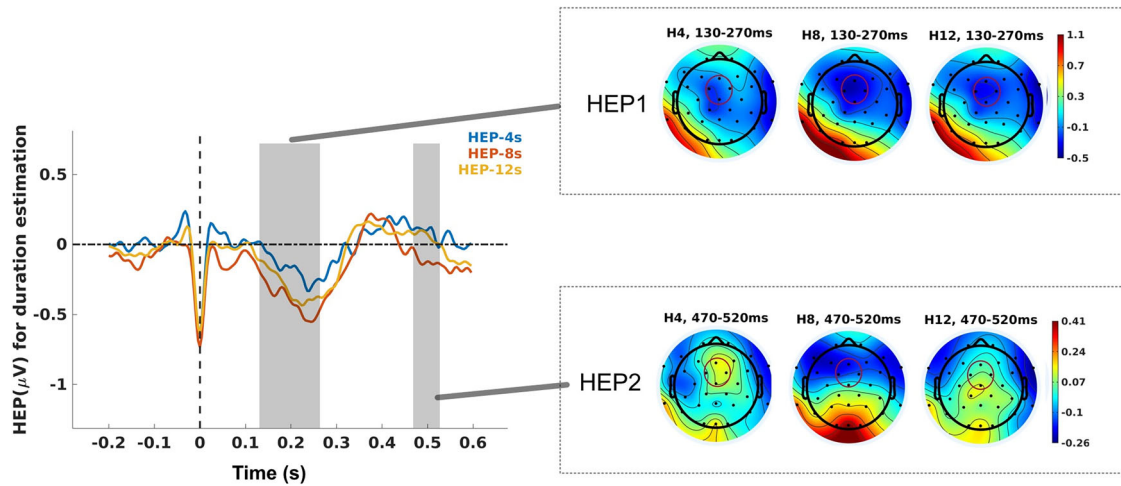 HEP(μV) for duration estimation
0.5
0
-0.5
-1
-0.2 -0.1 0 0.1 0.2 0.3 0.4 0.5 0.6
Time (s)
HEP-4s
HEP-8s
HEP-12s
HEP1
H4, 130-270ms H8, 130-270ms H12, 130-270ms
1.1
0.7
0.3
-0.1
-0.5
HEP2
H4, 470-520ms H8, 470-520ms H12, 470-520ms
0.41
0.24
0.07
-0.1
-0.26